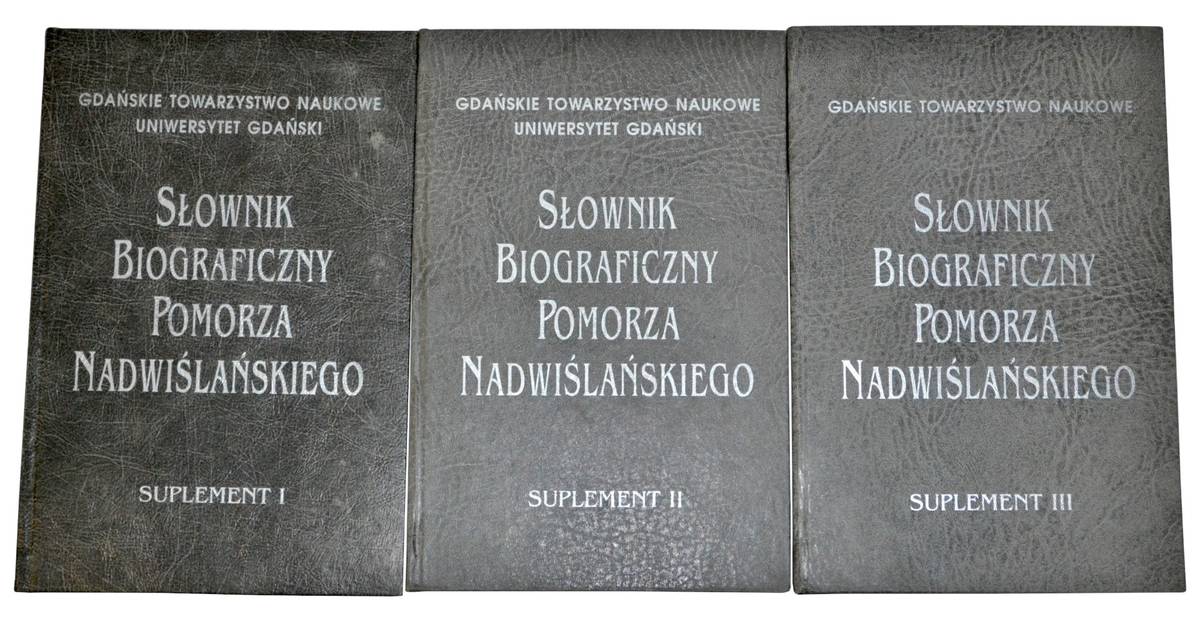 GDAŃSKIE TOWARZYSTWO NAUKOWE
UNIWERSYTET GDAŃSKI
SŁOWNIK
BIOGRAFICZNY
POMORZA
NADWIŚLAŃSKIEGO
SUPLEMENT I
GDAŃSKIE TOWARZYSTWO NAUKOWE
UNIWERSYTET GDAŃSKI
SŁOWNIK
BIOGRAFICZNY
POMORZA
NADWIŚLAŃSKIEGO
SUPLEMENT II
GDAŃSKIE TOWARZYSTWO NAUKOWE
SŁOWNIK
BIOGRAFICZNY
POMORZA
NADWIŚLAŃSKIEGO
SUPLEMENT III